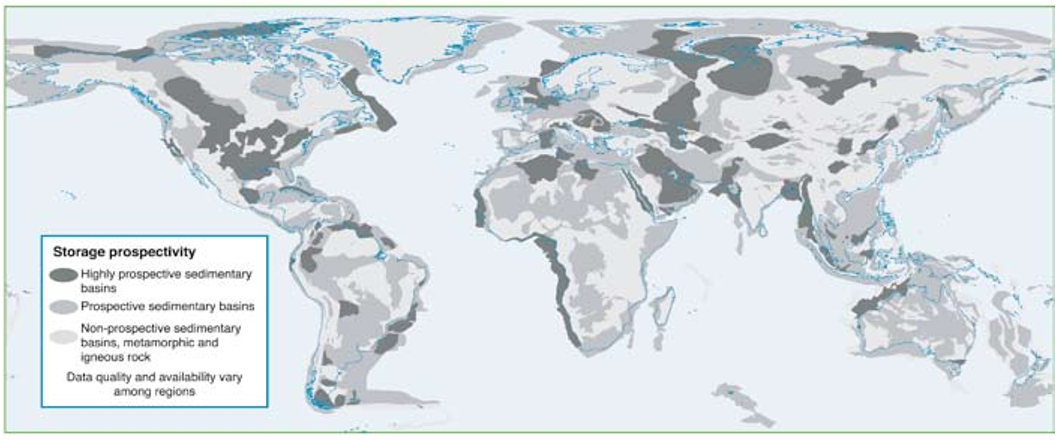 Storage prospectivity
Highly prospective sedimentary
basins
Prospective sedimentary basins
Non-prospective sedimentary
basins, metamorphic and
igneous rock
Data quality and availability vary
among regions